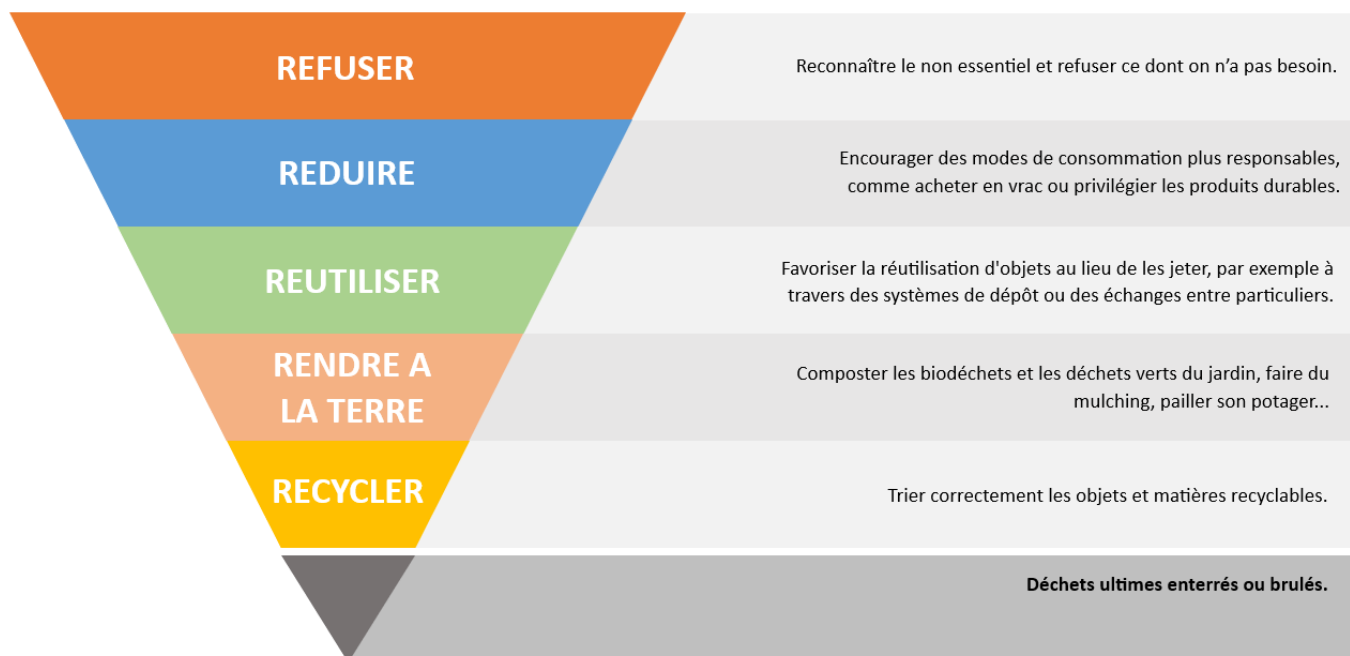 REFUSER
Reconnaître le non essentiel et refuser ce dont on n’a pas besoin.
REDUIRE
Encourager des modes de consommation plus responsables,
comme acheter en vrac ou privilégier les produits durables.
REUTILISER
Favoriser la réutilisation d'objets au lieu de les jeter, par exemple à
travers des systèmes de dépôt ou des échanges entre particuliers.
RENDRE A
LA TERRE
Composter les biodéchets et les déchets verts du jardin, faire du
mulching, pailler son potager...
RECYCLER
Trier correctement les objets et matières recyclables.
Déchets ultimes enterrés ou brulés.